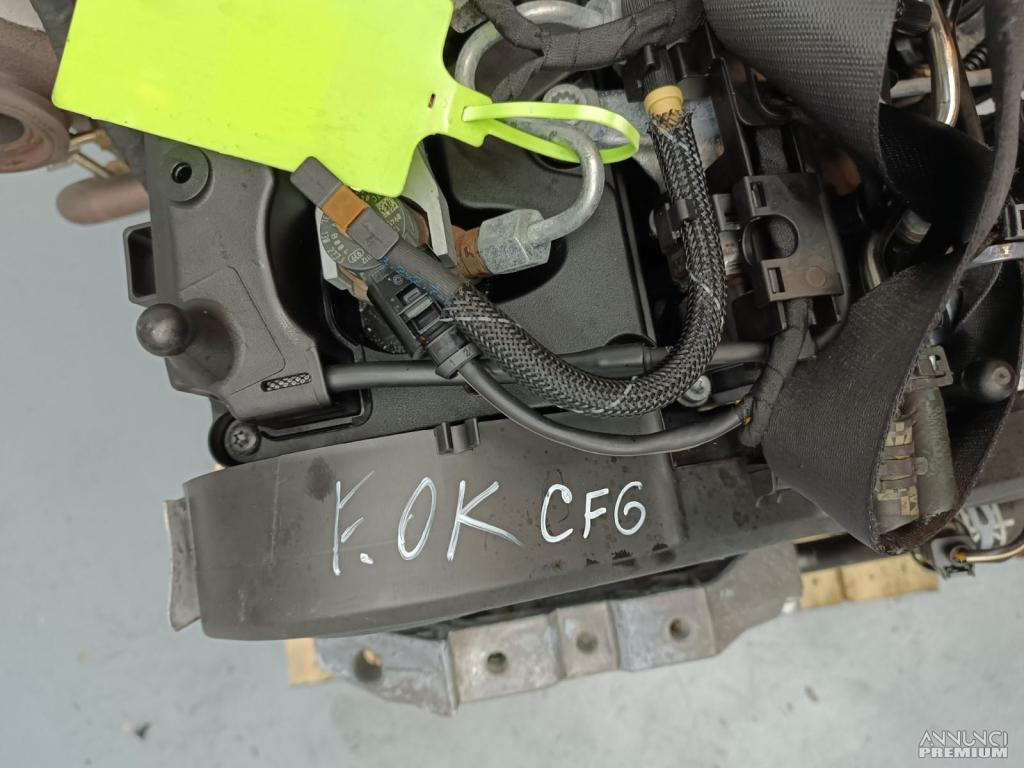 F. OK CFG
ANNUNCI
PREMIUM